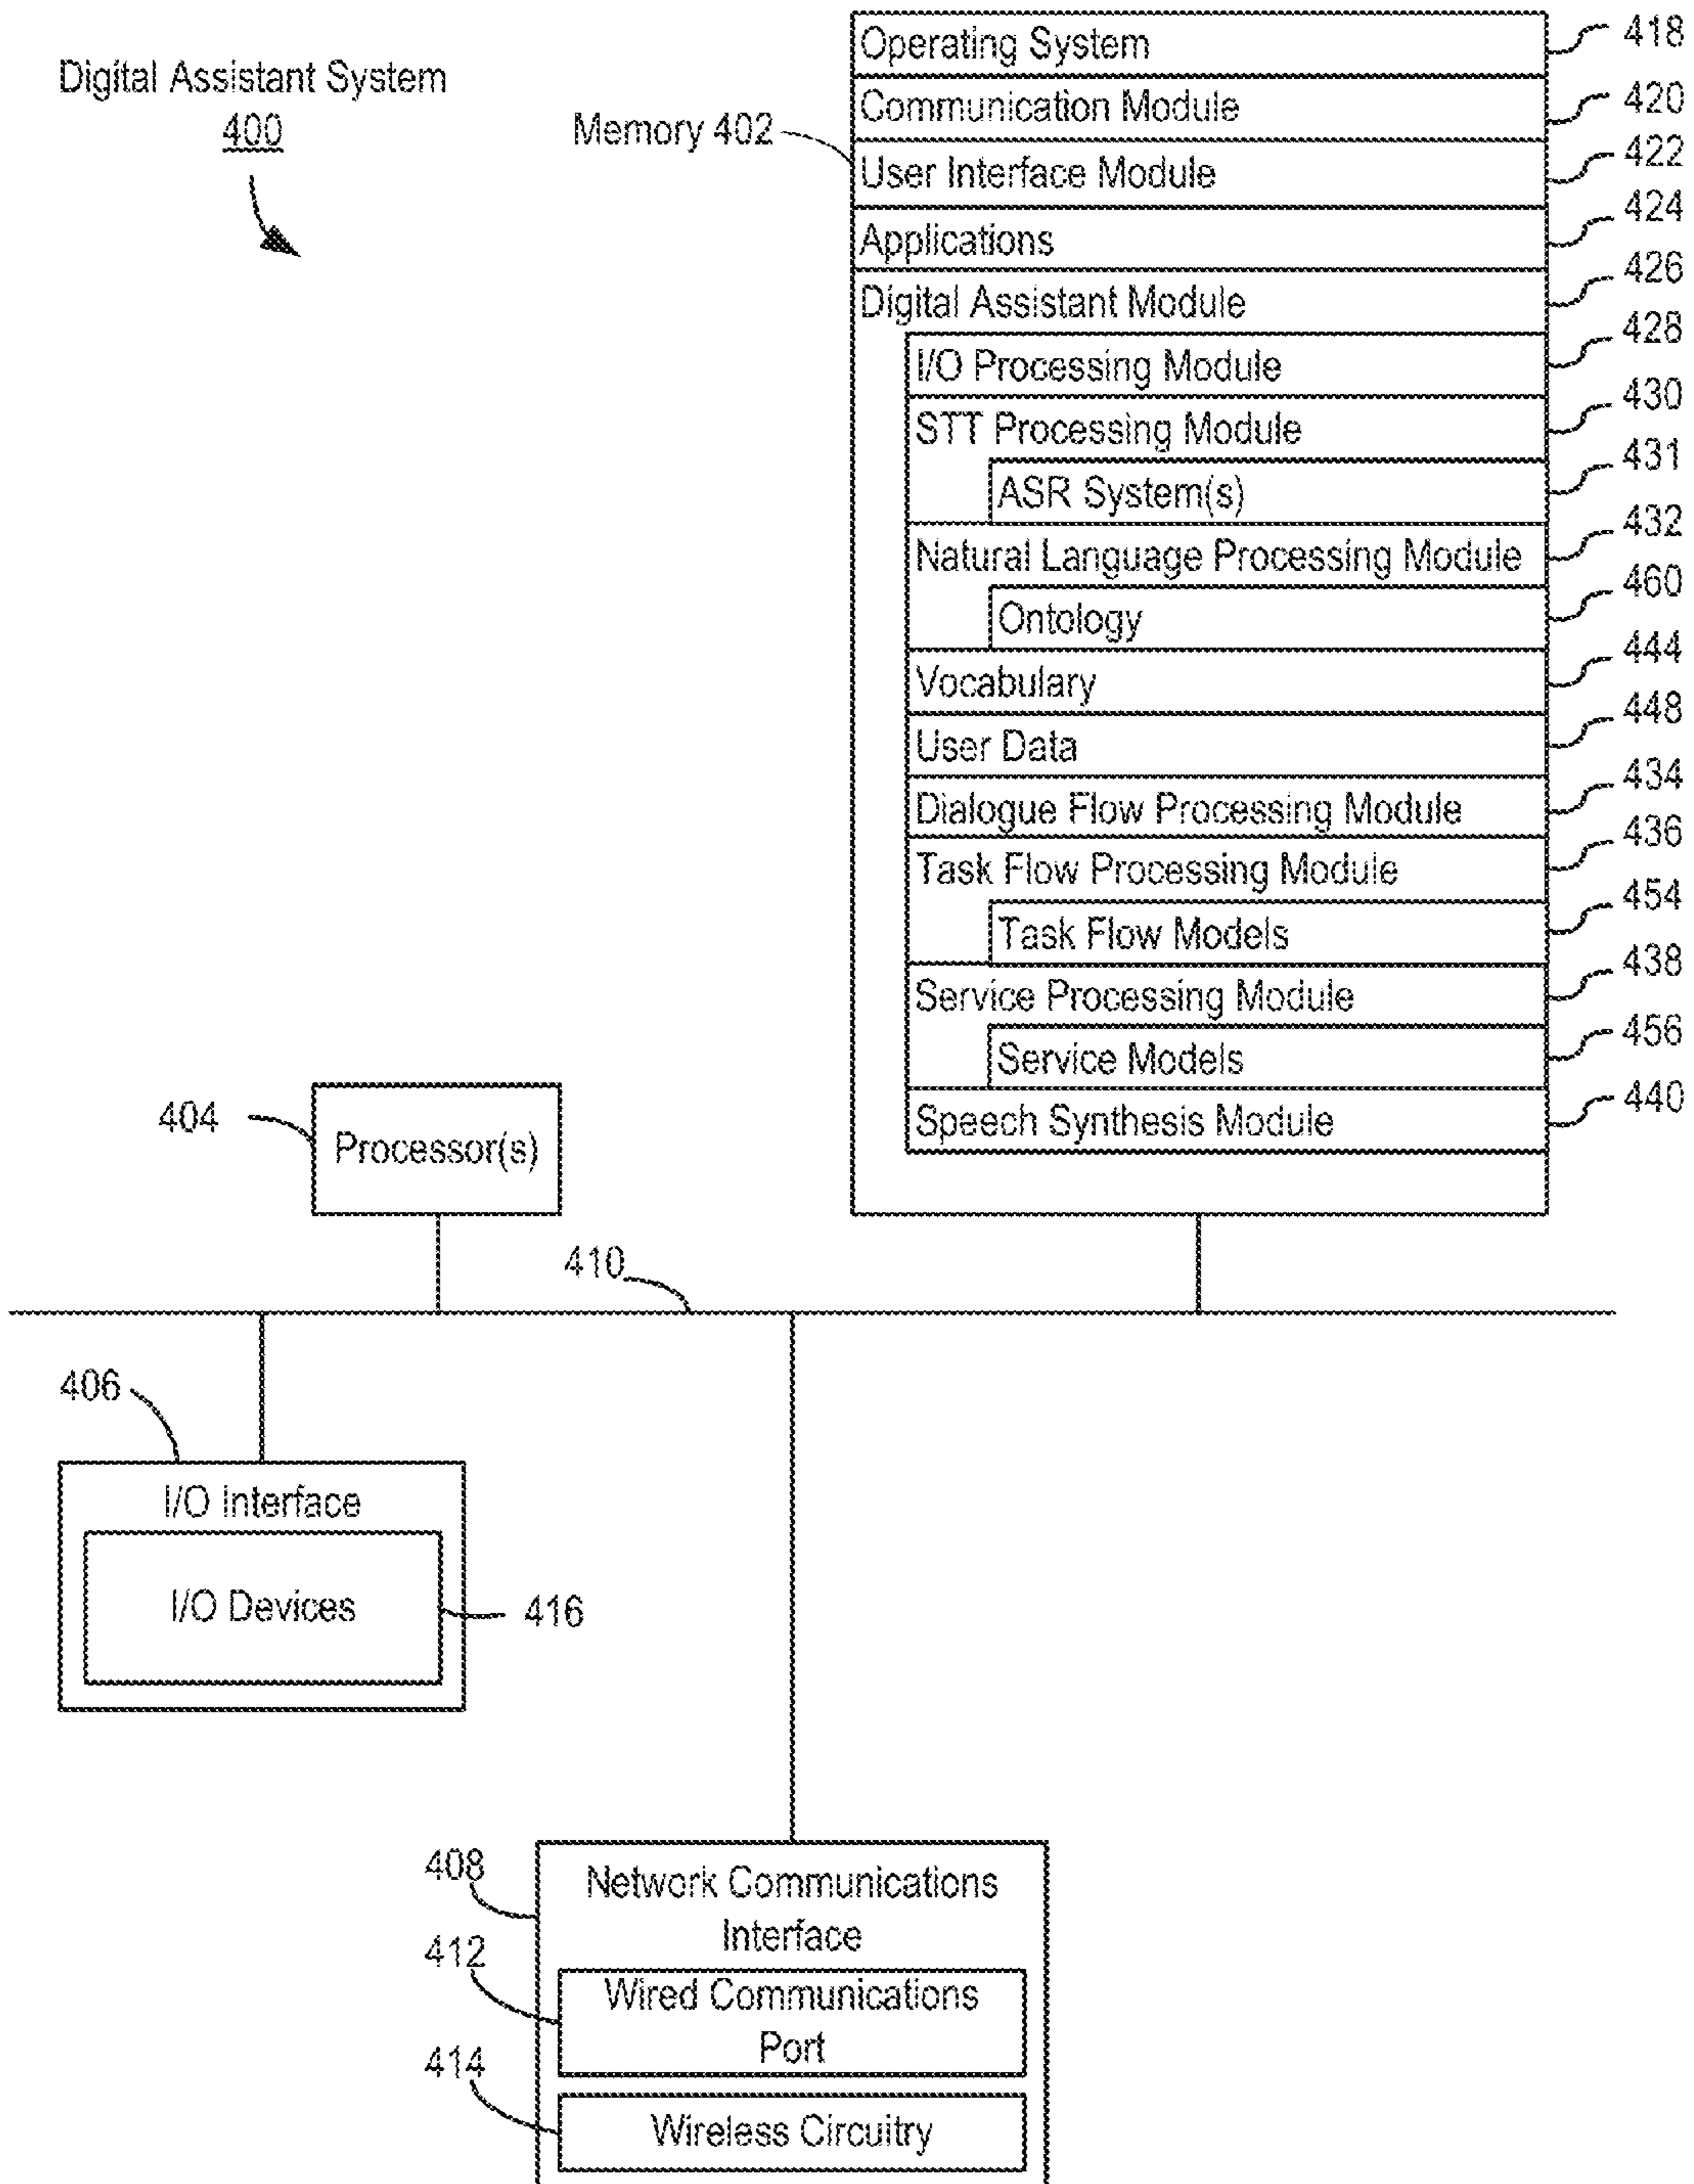 Digital Assistant System
400
Memory 402
Operating System 418
Communication Module 420
User Interface Module 422
Applications 424
Digital Assistant Module 426
I/O Processing Module 428
STT Processing Module 430
ASR System(s) 431
Natural Language Processing Module 432
Ontology 460
Vocabulary 444
User Data 448
Dialogue Flow Processing Module 434
Task Flow Processing Module 436
Task Flow Models 454
Service Processing Module 438
Service Models 456
Speech Synthesis Module 440
404
Processor(s)
410
406
I/O Interface
I/O Devices
416
408
Network Communications
Interface
412
Wired Communications
Port
414
Wireless Circuitry